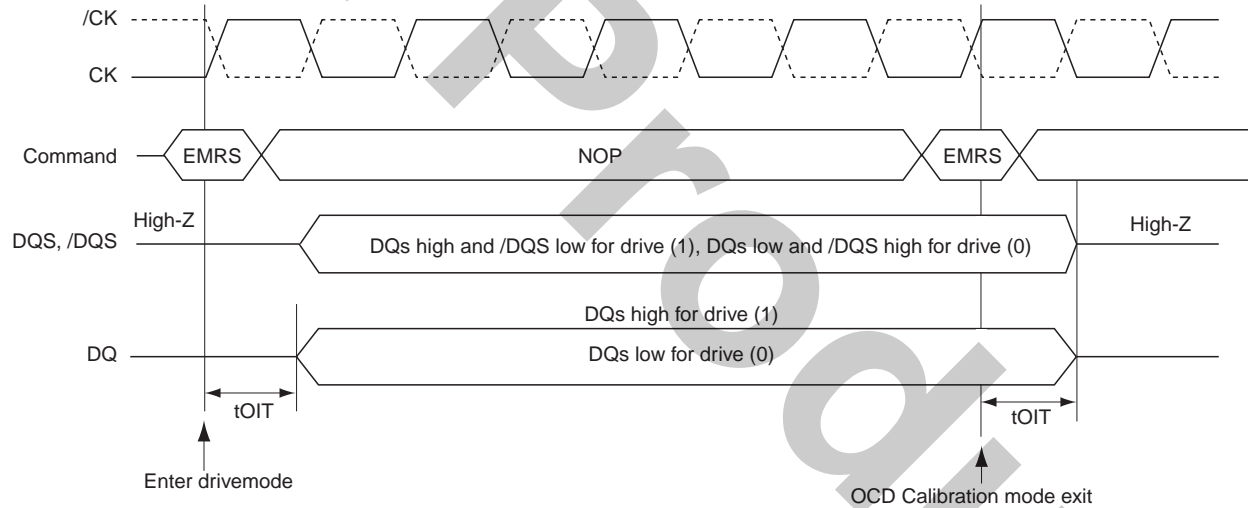 /CK
CK
Command
EMRS
NOP
EMRS
High-Z
DQS, /DQS
DQs high and /DQS low for drive (1), DQs low and /DQS high for drive (0)
High-Z
DQs high for drive (1)
DQ
DQs low for drive (0)
tOIT
tOIT
Enter drivemode
OCD Calibration mode exit